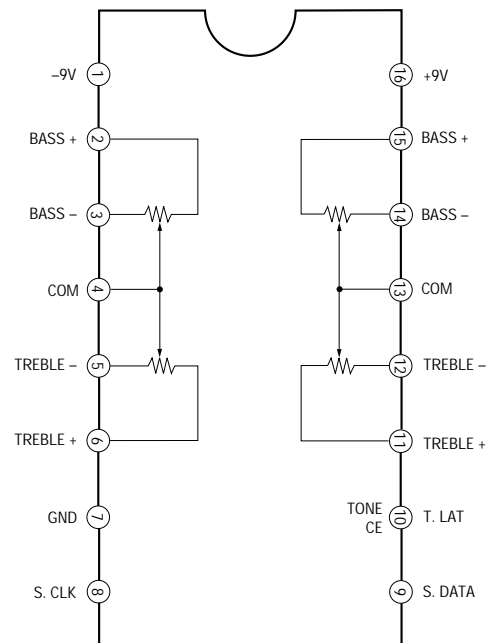 –9V 1 16 +9V
BASS + 2 15 BASS +
BASS – 3 14 BASS –
COM 4 13 COM
TREBLE – 5 12 TREBLE –
TREBLE + 6 11 TREBLE +
GND 7 TONE CE 10 T. LAT
S. CLK 8 9 S. DATA